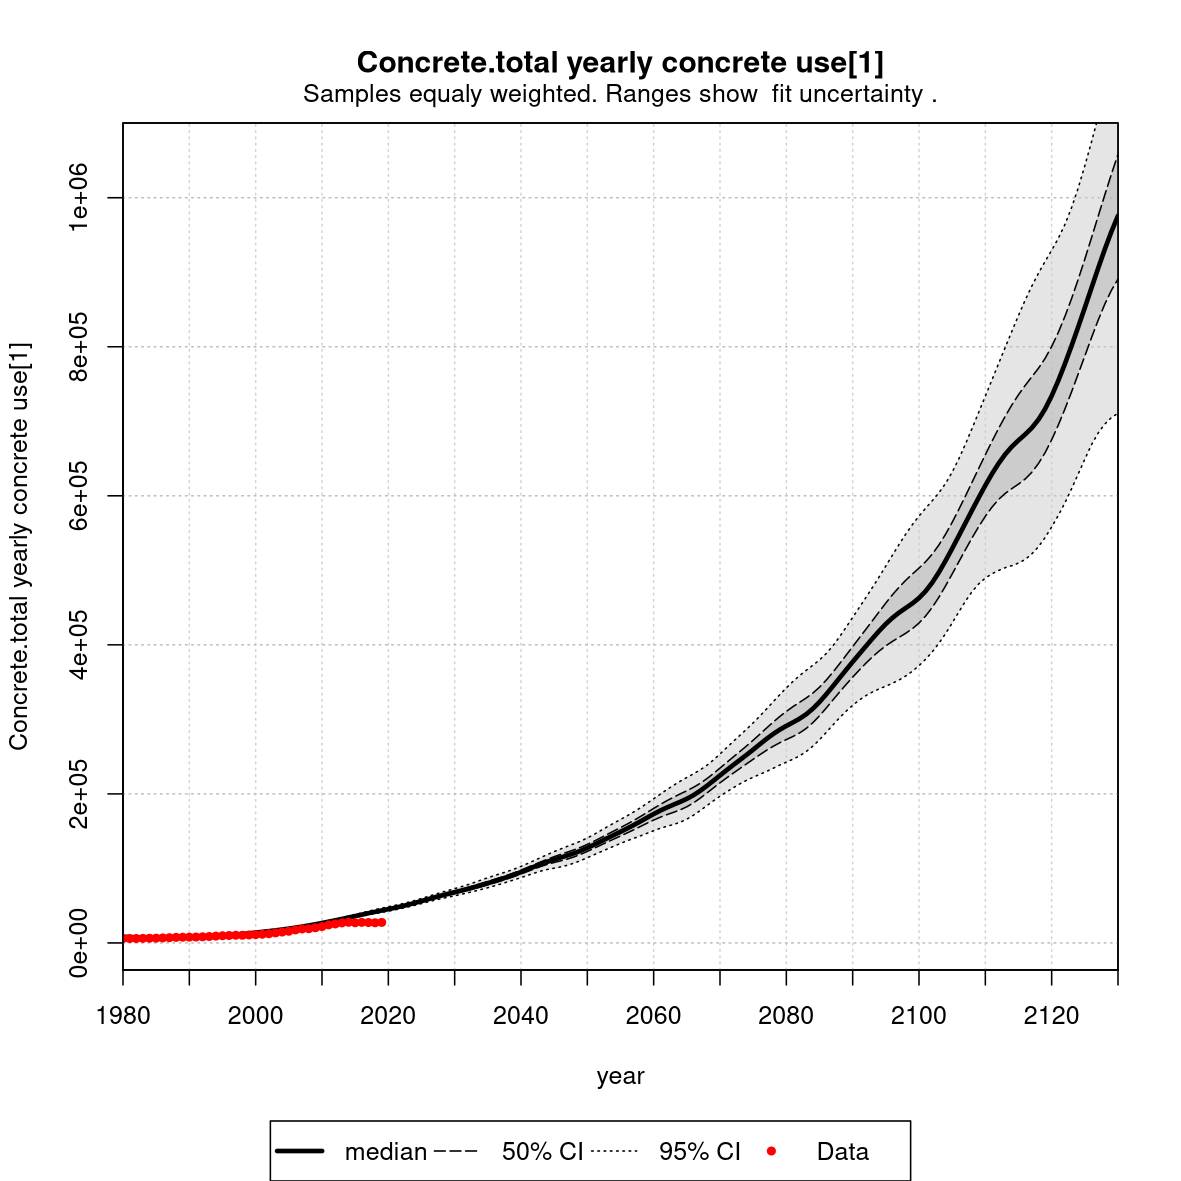 Concrete.total yearly concrete use[1]
Samples equaly weighted. Ranges show  fit uncertainty .
Concrete.total yearly concrete use[1]
1e+06
8e+05
6e+05
4e+05
2e+05
0e+00
1980 2000 2020 2040 2060 2080 2100 2120
year
median 50% CI 95% CI Data